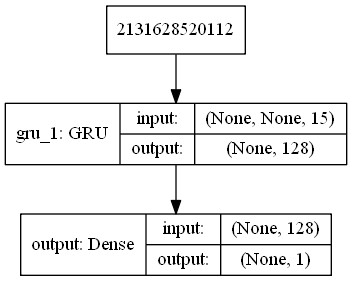 2131628520112
gru_1: GRU
input:
(None, None, 15)
output:
(None, 128)
output: Dense
input:
(None, 128)
output:
(None, 1)